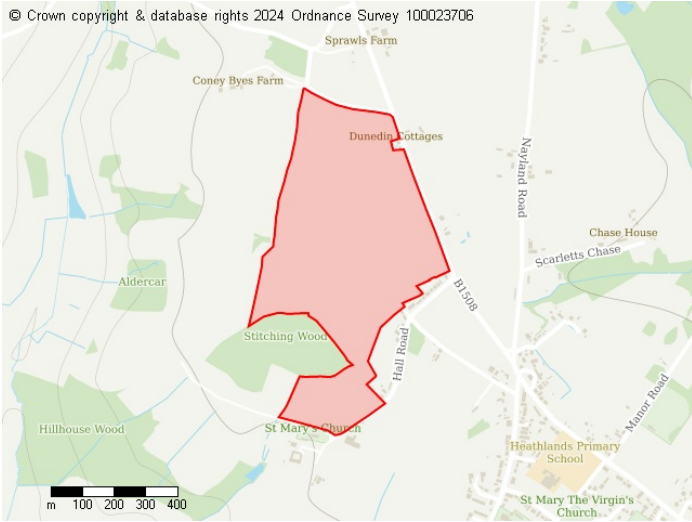 © Crown copyright & database rights 2024 Ordnance Survey 100023706
Sprawls Farm
Coney Byes Farm
Dunedin Cottages
Nayland Road
Chase House
Scarletts Chase
Aldercar
B1508
Stitching Wood
Hall Road
Manor Road
Hillhouse Wood
St Mary's Church
Heathlands Primary
School
m 100 200 300 400
St Mary The Virgin's
Church